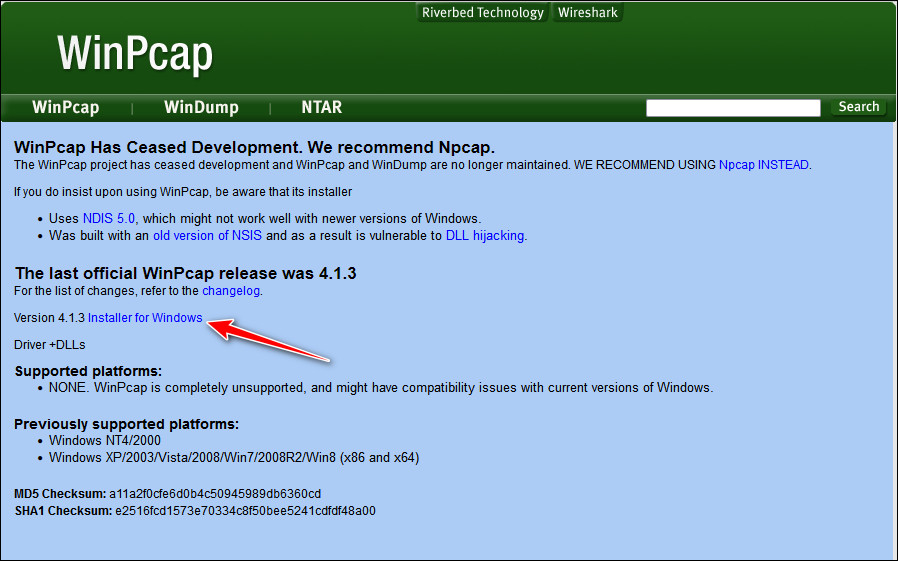 Riverbed Technology Wireshark
WinPcap
WinPcap | WinDump | NTAR Search
WinPcap Has Ceased Development. We recommend Npcap.
The WinPcap project has ceased development and WinPcap and WinDump are no longer maintained. WE RECOMMEND USING Npcap INSTEAD.
If you do insist upon using WinPcap, be aware that its installer
• Uses NDIS 5.0, which might not work well with newer versions of Windows.
• Was built with an old version of NSIS and as a result is vulnerable to DLL hijacking.
The last official WinPcap release was 4.1.3
For the list of changes, refer to the changelog.
Version 4.1.3 Installer for Windows
Driver +DLLs
Supported platforms:
• NONE. WinPcap is completely unsupported, and might have compatibility issues with current versions of Windows.
Previously supported platforms:
• Windows NT4/2000
• Windows XP/2003/Vista/2008/Win7/2008R2/Win8 (x86 and x64)
MD5 Checksum: a11a2f0cfe6d0b4c50945989db6360cd
SHA1 Checksum: e2516fcd1573e70334c8f50bee5241cdfdf48a00